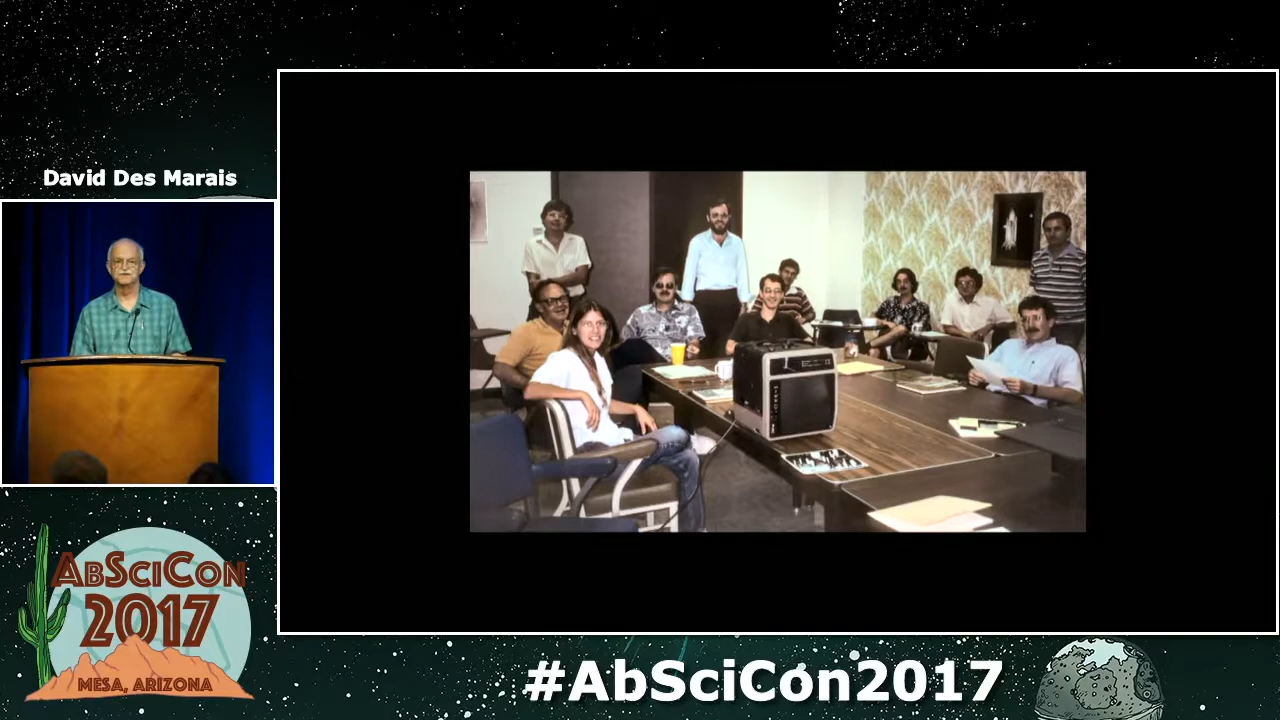 David Des Marais
AbSciCon
2017
MESA, ARIZONA
#AbSciCon2017